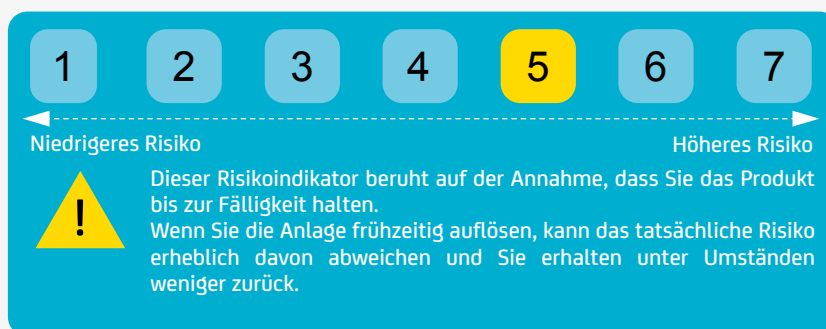 1 2 3 4 5 6 7
Niedrigeres Risiko Höheres Risiko
Dieser Risikoindikator beruht auf der Annahme, dass Sie das Produkt
bis zur Fälligkeit halten.
!
Wenn Sie die Anlage frühzeitig auflösen, kann das tatsächliche Risiko
erheblich davon abweichen und Sie erhalten unter Umständen
weniger zurück.